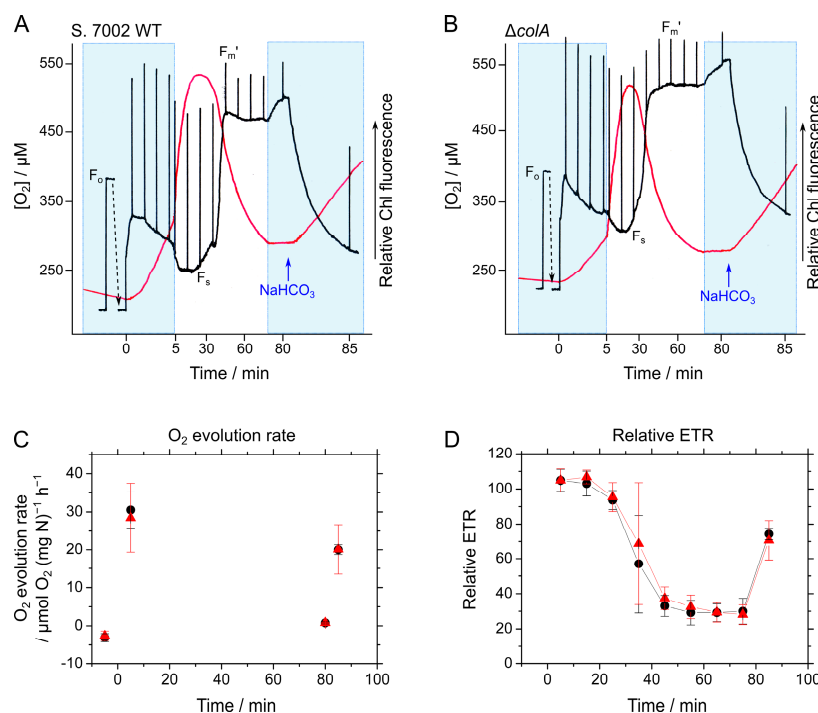 A
S. 7002 WT
550
450
350
250
[O₂] / µM
Fₒ
Fₘ'
Fₛ
NaHCO₃
Relative Chl fluorescence
0 5 30 60 80 85
Time / min
B
ΔcolA
550
450
350
250
[O₂] / µM
Fₒ
Fₘ'
Fₛ
NaHCO₃
Relative Chl fluorescence
0 5 30 60 80 85
Time / min
C
O₂ evolution rate
40
30
20
10
0
-10
O₂ evolution rate
/ µmol O₂ (mg N)⁻¹ h⁻¹
0 20 40 60 80 100
Time / min
D
Relative ETR
120
100
80
60
40
20
0
Relative ETR
0 20 40 60 80 100
Time / min